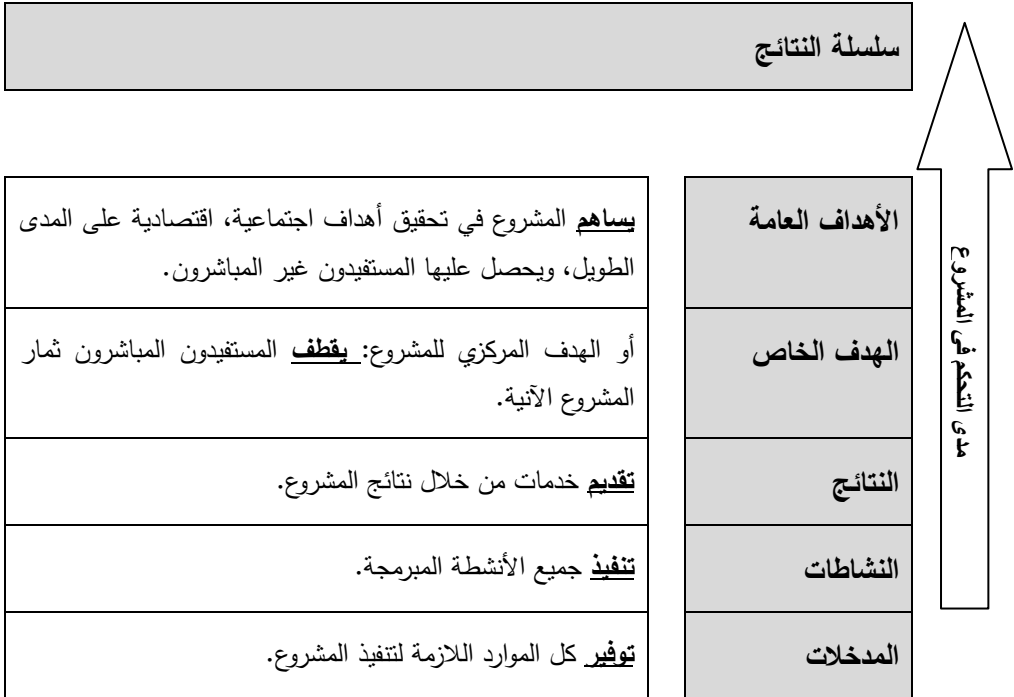 سلسلة النتائج
الأهداف العامة
يساهم المشروع في تحقيق أهداف اجتماعية، اقتصادية على المدى
الطويل، ويحصل عليها المستفيدون غير المباشرون.
الهدف الخاص
أو الهدف المركزي للمشروع: يقطف المستفيدون المباشرون ثمار
المشروع الآنية.
النتائج
تقديم خدمات من خلال نتائج المشروع.
النشاطات
تنفيذ جميع الأنشطة المبرمجة.
المدخلات
توفير كل الموارد اللازمة لتنفيذ المشروع.
مدى التحكم في المشروع